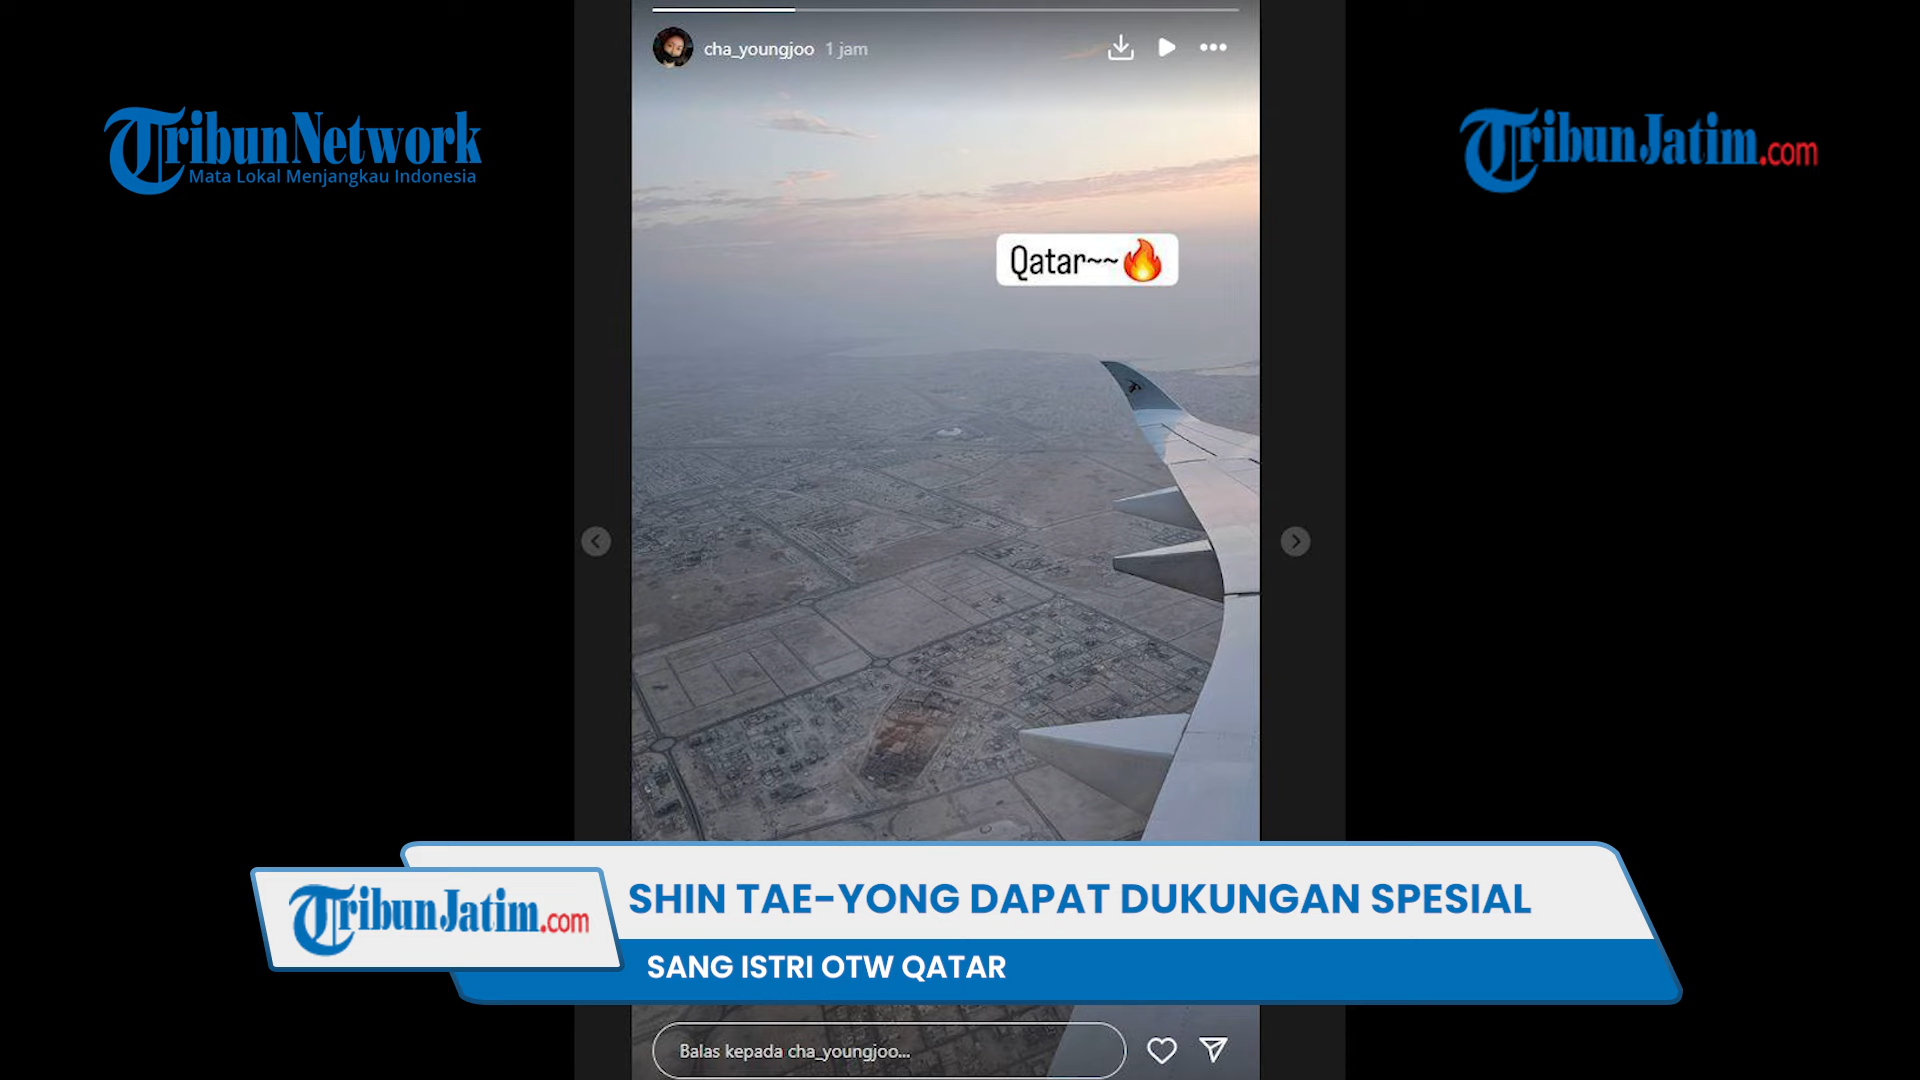 cha_youngjoo 1 jam
TribunNetwork
Mata Lokal Menjangkau Indonesia
TribunJatim.com
Qatar~~🔥
TribunJatim.com
SHIN TAE-YONG DAPAT DUKUNGAN SPESIAL
SANG ISTRI OTW QATAR
Balas kepada cha_youngjoo...